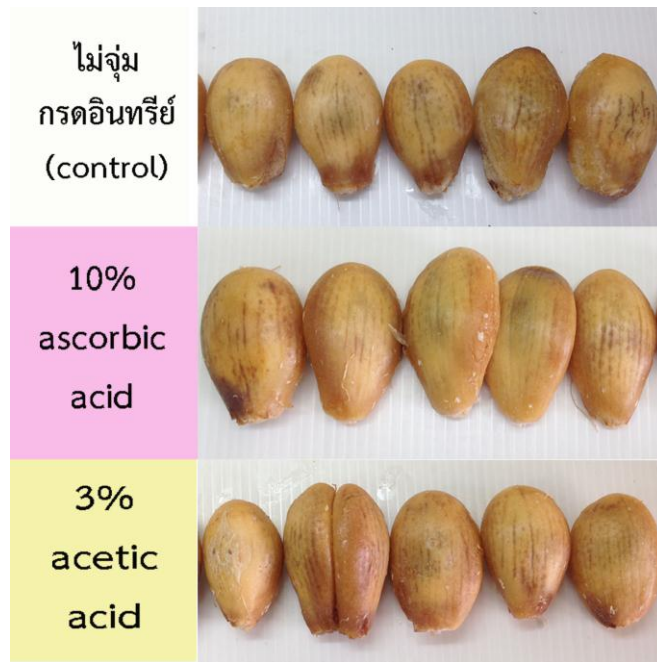 ไม่จุ่ม
กรดอินทรีย์
(control)
10%
ascorbic
acid
3%
acetic
acid